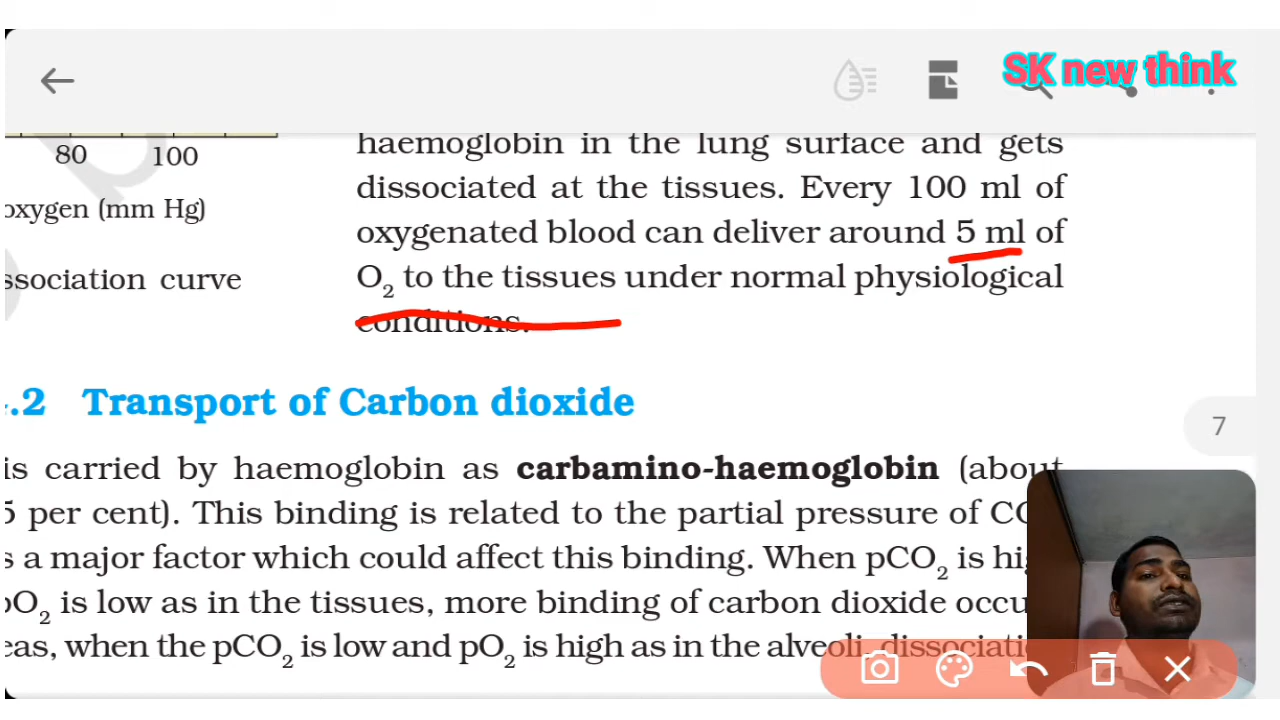 SK new think
80 100
oxygen (mm Hg)
ssociation curve
haemoglobin in the lung surface and gets
dissociated at the tissues. Every 100 ml of
oxygenated blood can deliver around 5 ml of
O2 to the tissues under normal physiological
conditions.
.2 Transport of Carbon dioxide
7
is carried by haemoglobin as carbamino-haemoglobin (about
5 per cent). This binding is related to the partial pressure of
s a major factor which could affect this binding. When pCO2 is
pO2 is low as in the tissues, more binding of carbon dioxide
eas, when the pCO2 is low and pO2 is high as in the alveoli, dissociati